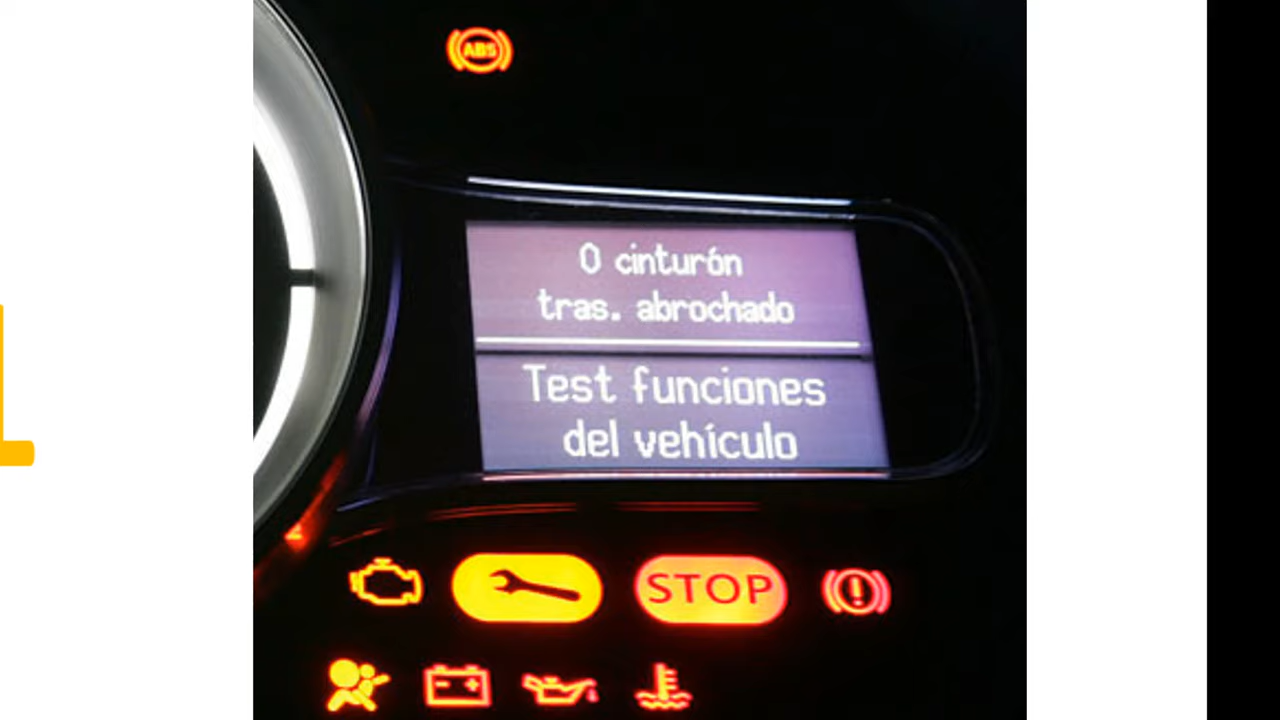 ABS
0 cinturón
tras. abrochado
Test funciones
del vehículo
STOP